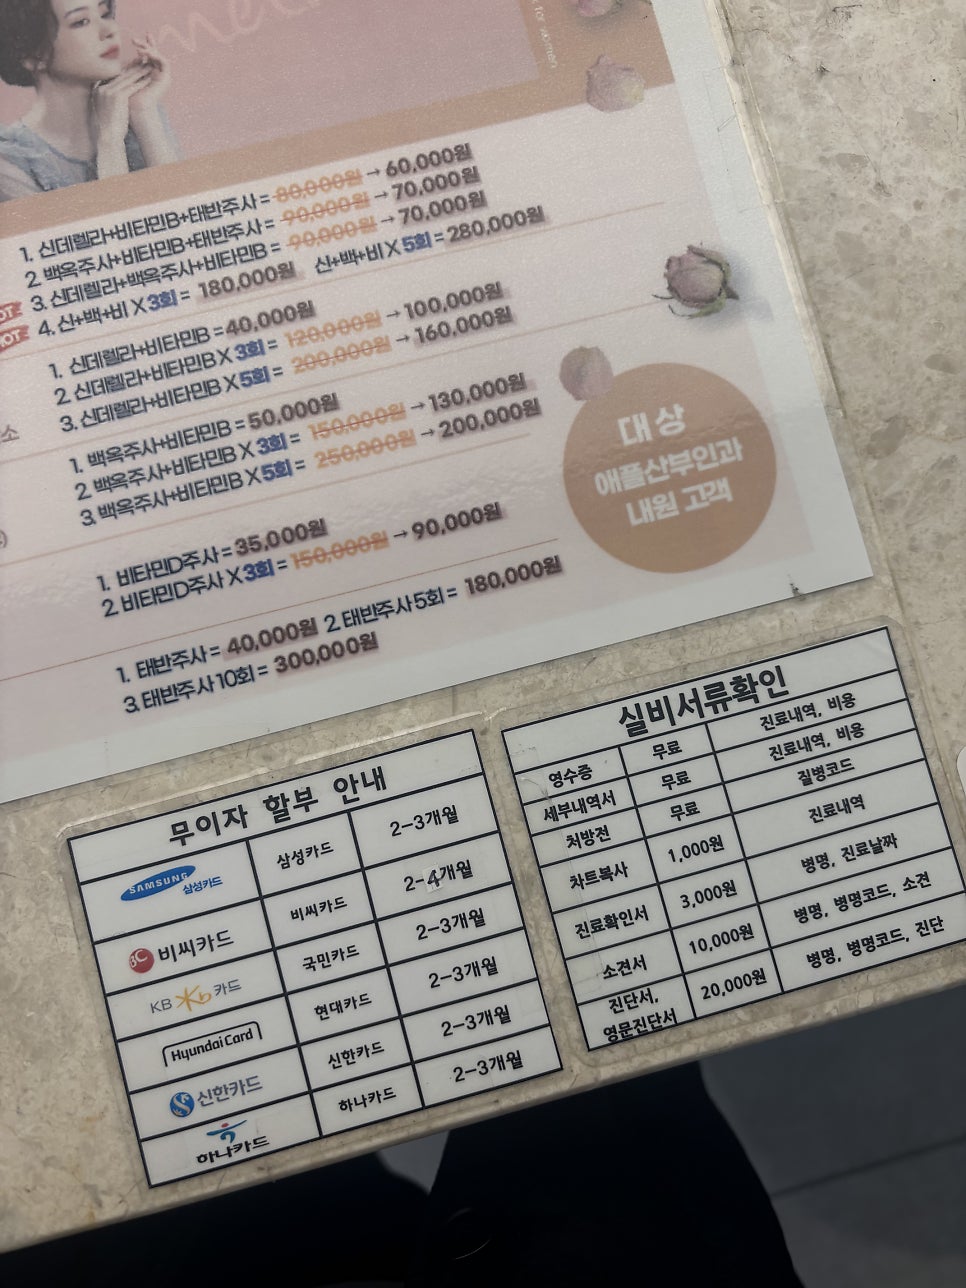 for women
1. 신데렐라+비타민B+태반주사 = 80,000원 → 60,000원
2. 백옥주사+비타민B+태반주사 = 90,000원 → 70,000원
3. 신데렐라+백옥주사+비타민B = 90,000원 → 70,000원
4. 신+백+비 X 3회 = 180,000원 신+백+비 X 5회 = 280,000원
1. 신데렐라+비타민B = 40,000원
2. 신데렐라+비타민B X 3회 = 120,000원 → 100,000원
3. 신데렐라+비타민B X 5회 = 200,000원 → 160,000원
소
1. 백옥주사+비타민B = 50,000원
2. 백옥주사+비타민B X 3회 = 150,000원 → 130,000원
3. 백옥주사+비타민B X 5회 = 250,000원 → 200,000원
대상
애플산부인과
내원 고객
1. 비타민D주사 = 35,000원
2. 비타민D주사 X 3회 = 150,000원 → 90,000원
1. 태반주사 = 40,000원 2. 태반주사 5회 = 180,000원
3. 태반주사 10회 = 300,000원
무이자 할부 안내
SAMSUNG 삼성카드 삼성카드 2-3개월
BC 비씨카드 비씨카드 2-4개월
KB Kb 카드 국민카드 2-3개월
HyundaiCard 현대카드 2-3개월
신한카드 신한카드 2-3개월
하나카드 하나카드 2-3개월
실비서류확인
영수증 무료 진료내역, 비용
세부내역서 무료 진료내역, 비용
처방전 무료 질병코드
차트복사 1,000원 진료내역
진료확인서 3,000원 병명, 진료날짜
소견서 10,000원 병명, 병명코드, 소견
진단서, 20,000원 병명, 병명코드, 진단
영문진단서